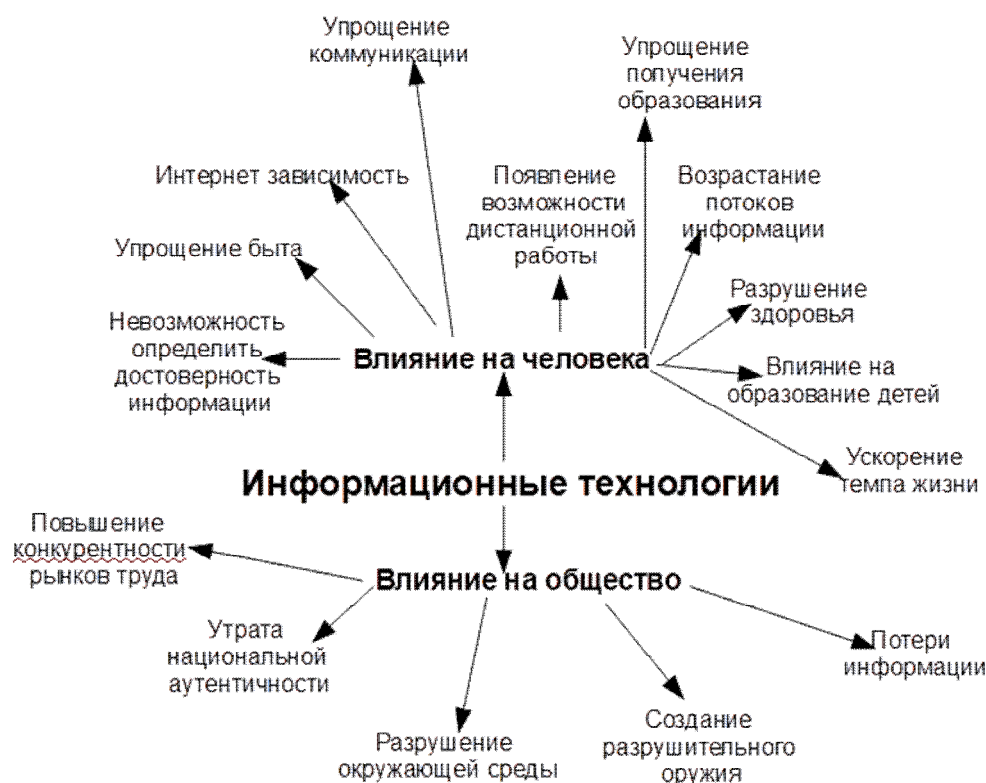 Упрощение
коммуникации
Упрощение
получения
образования
Интернет зависимость
Появление
возможности
дистанционной
работы
Возрастание
потоков
информации
Упрощение быта
Разрушение
здоровья
Невозможность
определить
достоверность
информации
Влияние на человека
Влияние на
образование детей
Ускорение
темпа жизни
Информационные технологии
Повышение
конкурентности
рынков труда
Влияние на общество
Утрата
национальной
аутентичности
Потери
информации
Разрушение
окружающей среды
Создание
разрушительного
оружия